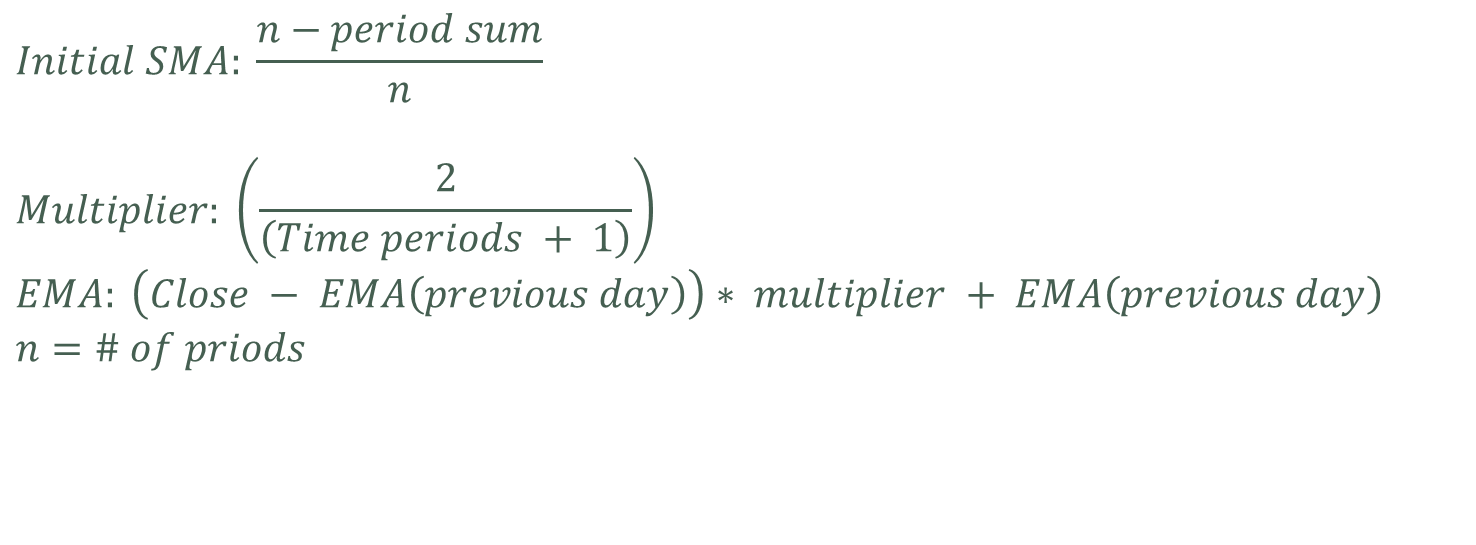 Initial SMA: n − period sum / n
Multiplier: (2 / (Time periods + 1))
EMA: (Close − EMA(previous day)) * multiplier + EMA(previous day)
n = # of priods